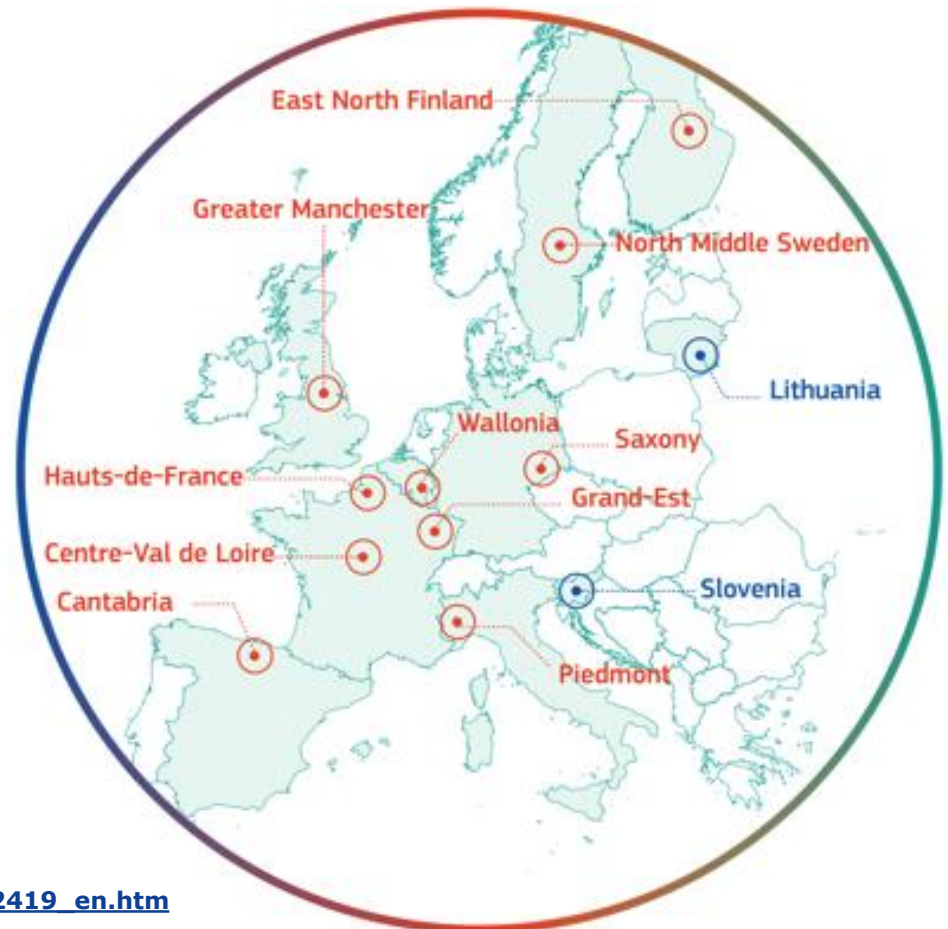 East North Finland
Greater Manchester
North Middle Sweden
Lithuania
Wallonia
Saxony
Hauts-de-France
Grand-Est
Centre-Val de Loire
Slovenia
Cantabria
Piedmont
2419_en.htm